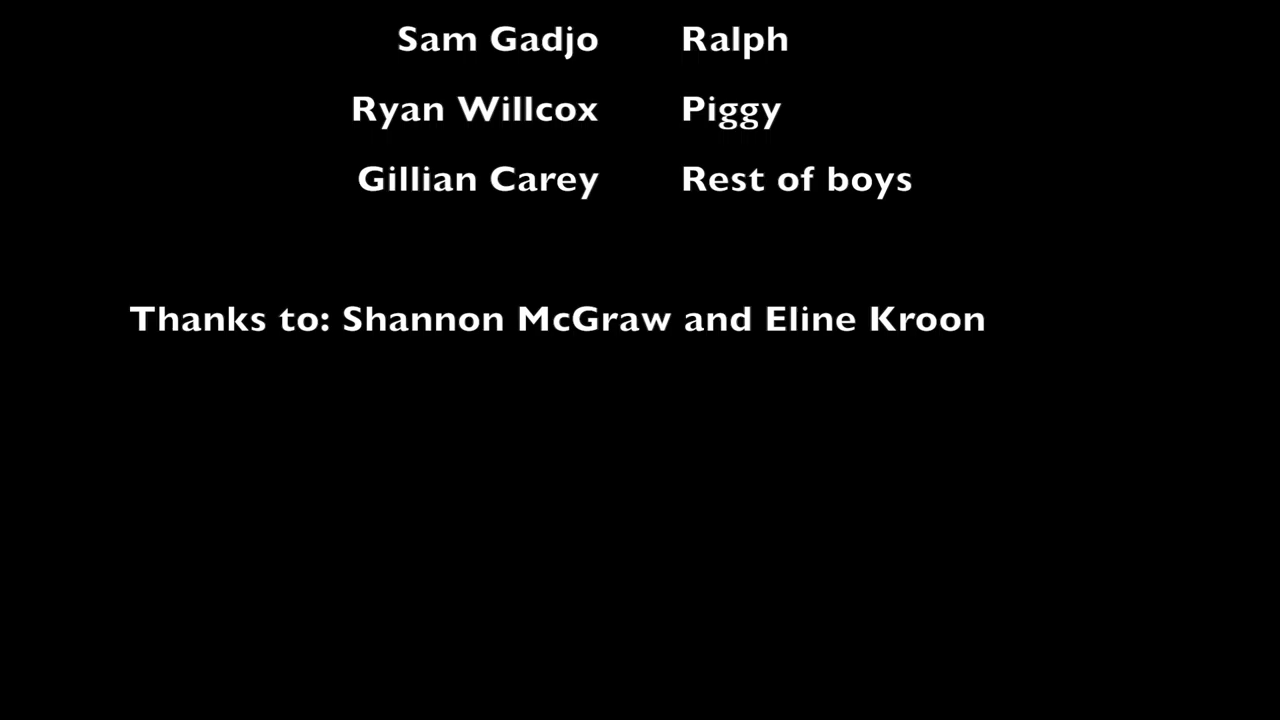 Sam Gadjo Ralph
Ryan Willcox Piggy
Gillian Carey Rest of boys
Thanks to: Shannon McGraw and Eline Kroon